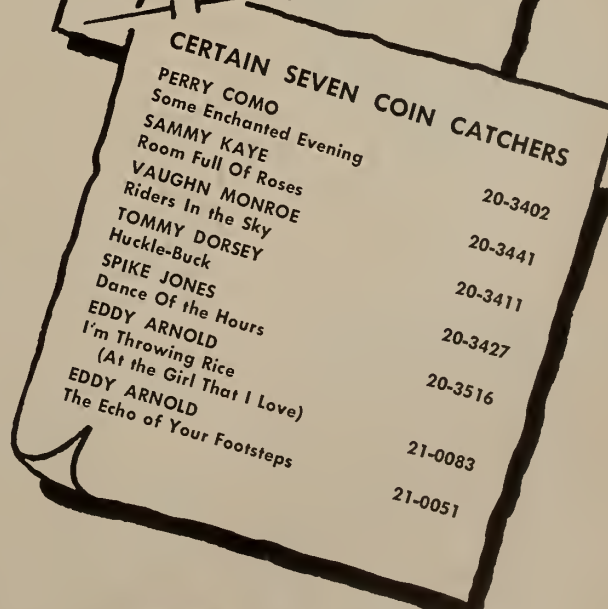 CERTAIN SEVEN COIN CATCHERS
PERRY COMO
Some Enchanted Evening 20-3402
SAMMY KAYE
Room Full Of Roses 20-3441
VAUGHN MONROE
Riders In the Sky 20-3411
TOMMY DORSEY
Huckle-Buck 20-3427
SPIKE JONES
Dance Of the Hours 20-3516
EDDY ARNOLD
I'm Throwing Rice
(At the Girl That I Love) 21-0083
EDDY ARNOLD
The Echo of Your Footsteps 21-0051